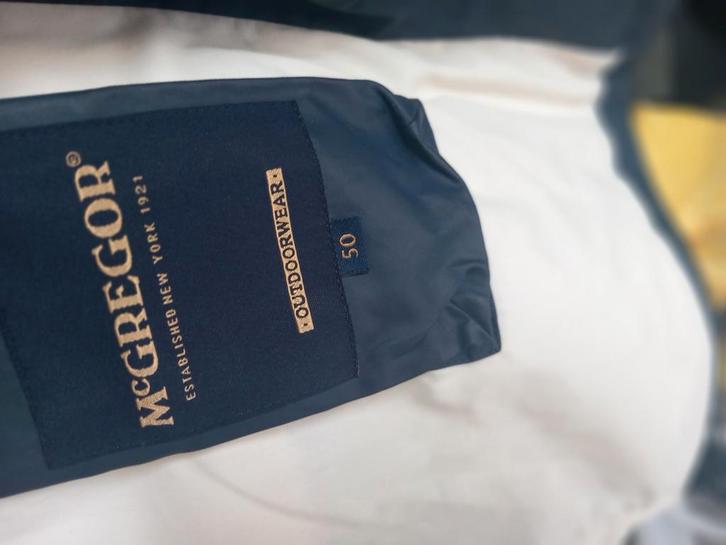 McGREGOR®
ESTABLISHED NEW YORK 1921
· OUTDOORWEAR ·
50